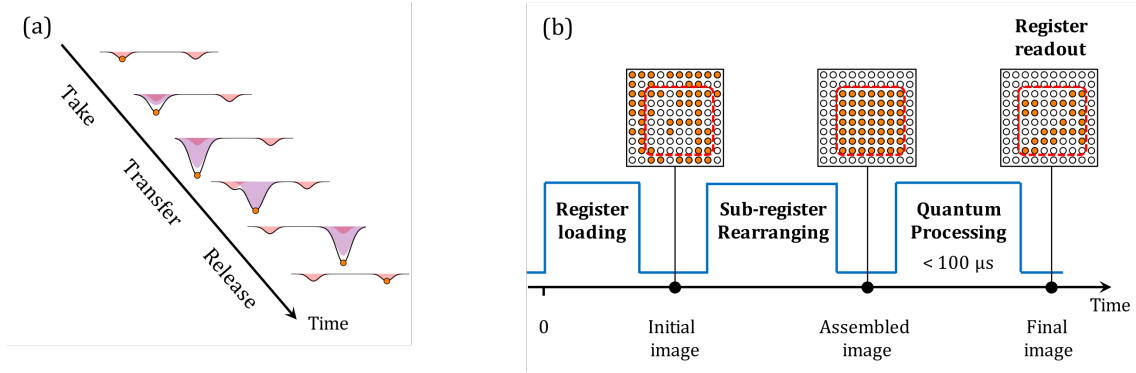 (a)
Take
Transfer
Release
Time
(b)
Register
readout
Register
loading
Sub-register
Rearranging
Quantum
Processing
< 100 μs
Time
0
Initial
image
Assembled
image
Final
image